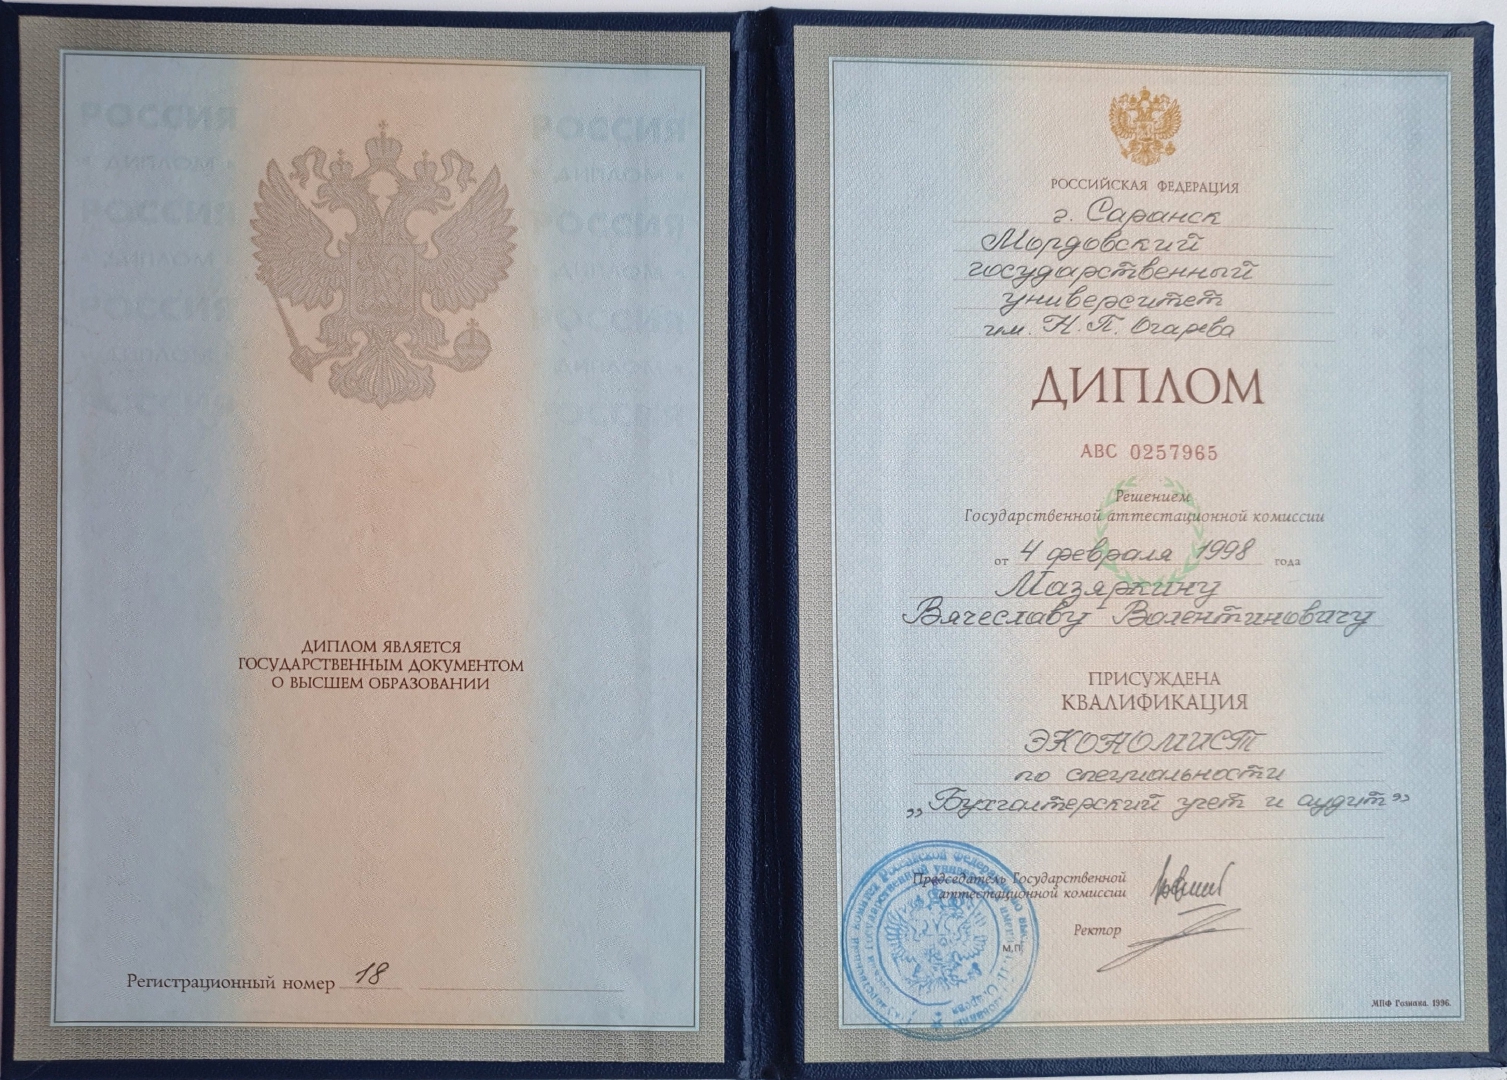 ДИПЛОМ ЯВЛЯЕТСЯ
ГОСУДАРСТВЕННЫМ ДОКУМЕНТОМ
О ВЫСШЕМ ОБРАЗОВАНИИ
Регистрационный номер 18
РОССИЙСКАЯ ФЕДЕРАЦИЯ
г. Саранск
Мордовский
государственный
университет
им. Н. П. Огарева
ДИПЛОМ
АВС 0257965
Решением
Государственной аттестационной комиссии
от 4 февраля 1998 года
Мазяркину
Вячеславу Валентиновичу
ПРИСУЖДЕНА
КВАЛИФИКАЦИЯ
ЭКОНОМИСТ
по специальности
„Бухгалтерский учет и аудит”
Председатель Государственной
аттестационной комиссии
Ректор
М.П.
МПФ Гознака. 1996.